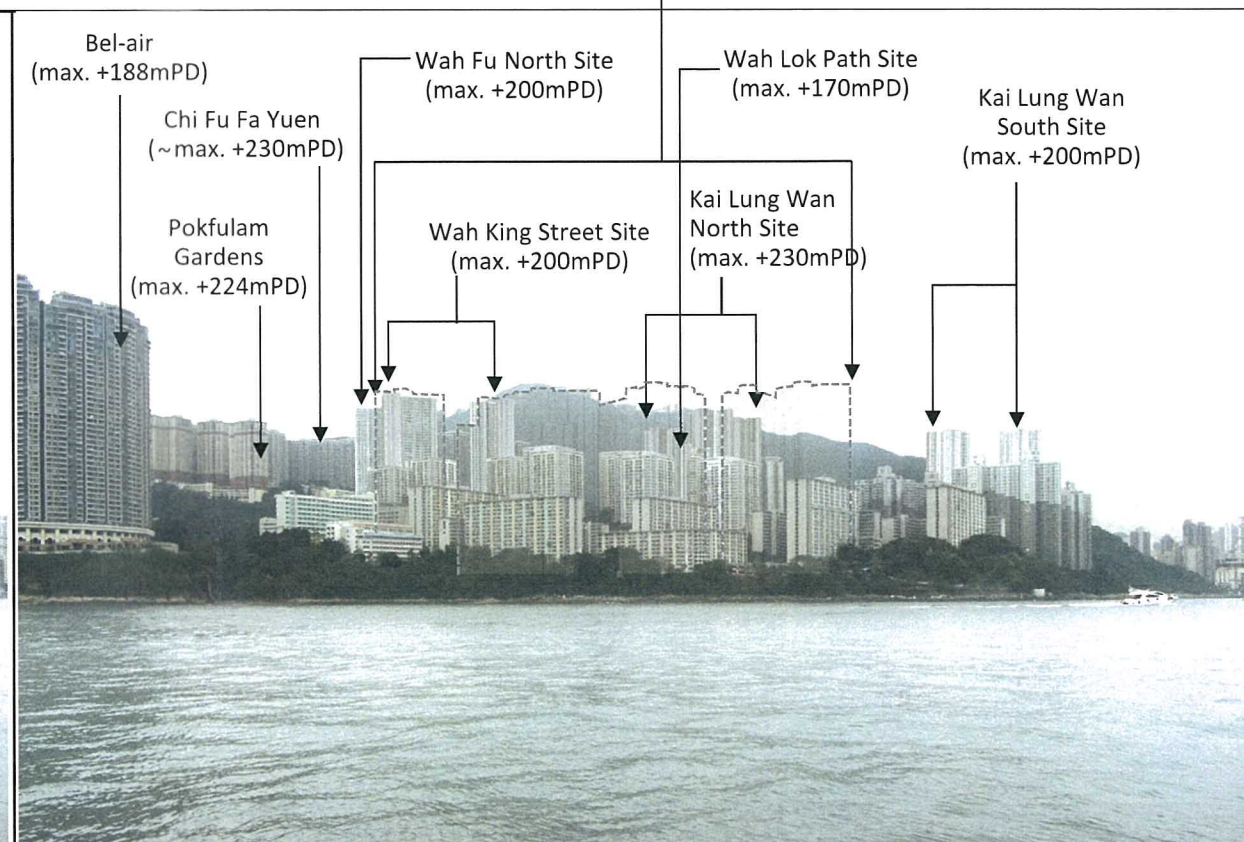 Bel-air
(max. +188mPD)
Chi Fu Fa Yuen
(~max. +230mPD)
Pokfulam
Gardens
(max. +224mPD)
Wah Fu North Site
(max. +200mPD)
Wah King Street Site
(max. +200mPD)
Wah Lok Path Site
(max. +170mPD)
Kai Lung Wan
North Site
(max. +230mPD)
Kai Lung Wan
South Site
(max. +200mPD)